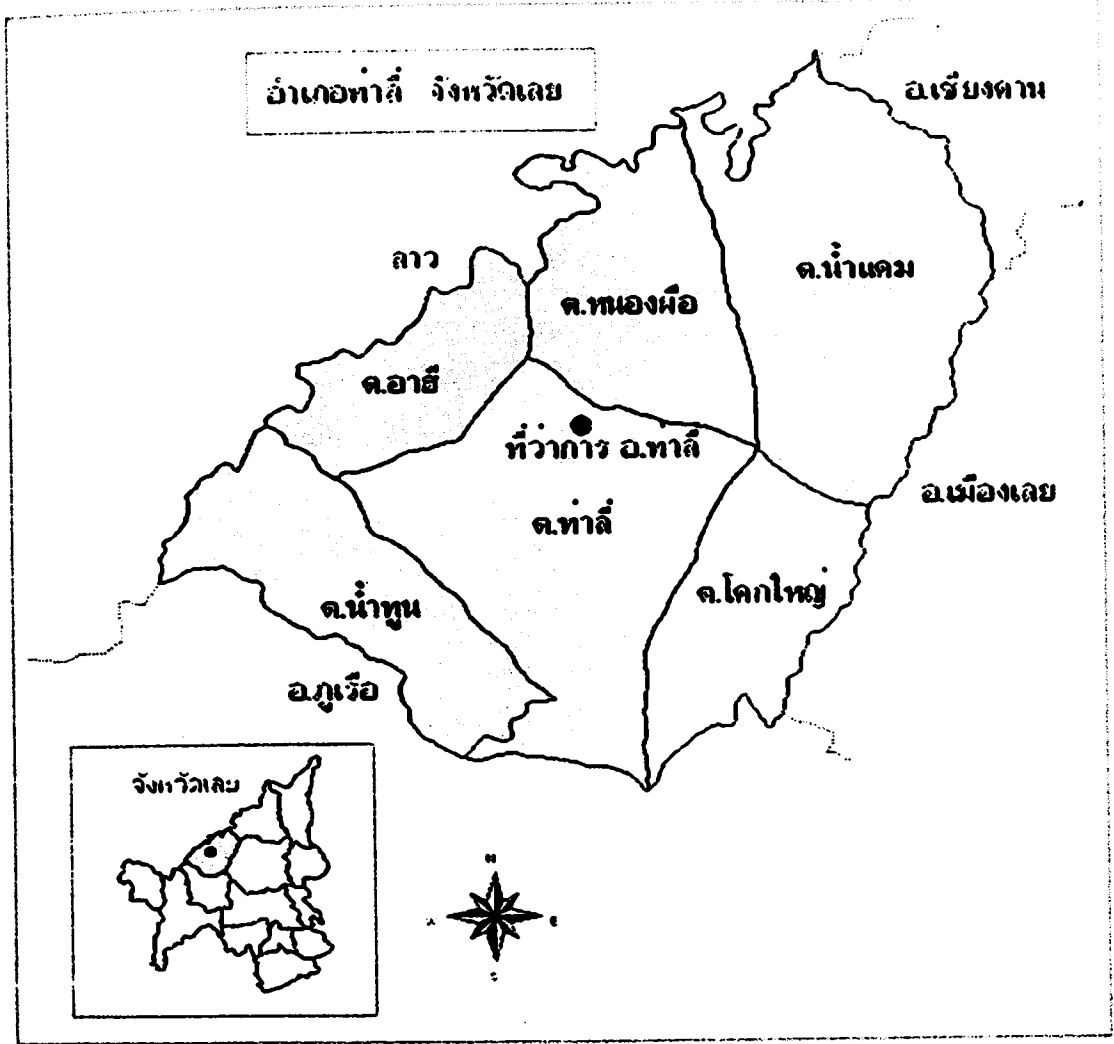 อำเภอท่าลี่ จังหวัดเลย
อ.เชียงคาน
ลาว
ต.น้ำแคม
ต.หนองผือ
ต.อาฮี
ที่ว่าการ อ.ท่าลี่
อ.เมืองเลย
ต.ท่าลี่
ต.โคกใหญ่
ต.น้ำทูน
อ.ภูเรือ
จังหวัดเลย
N
E
S